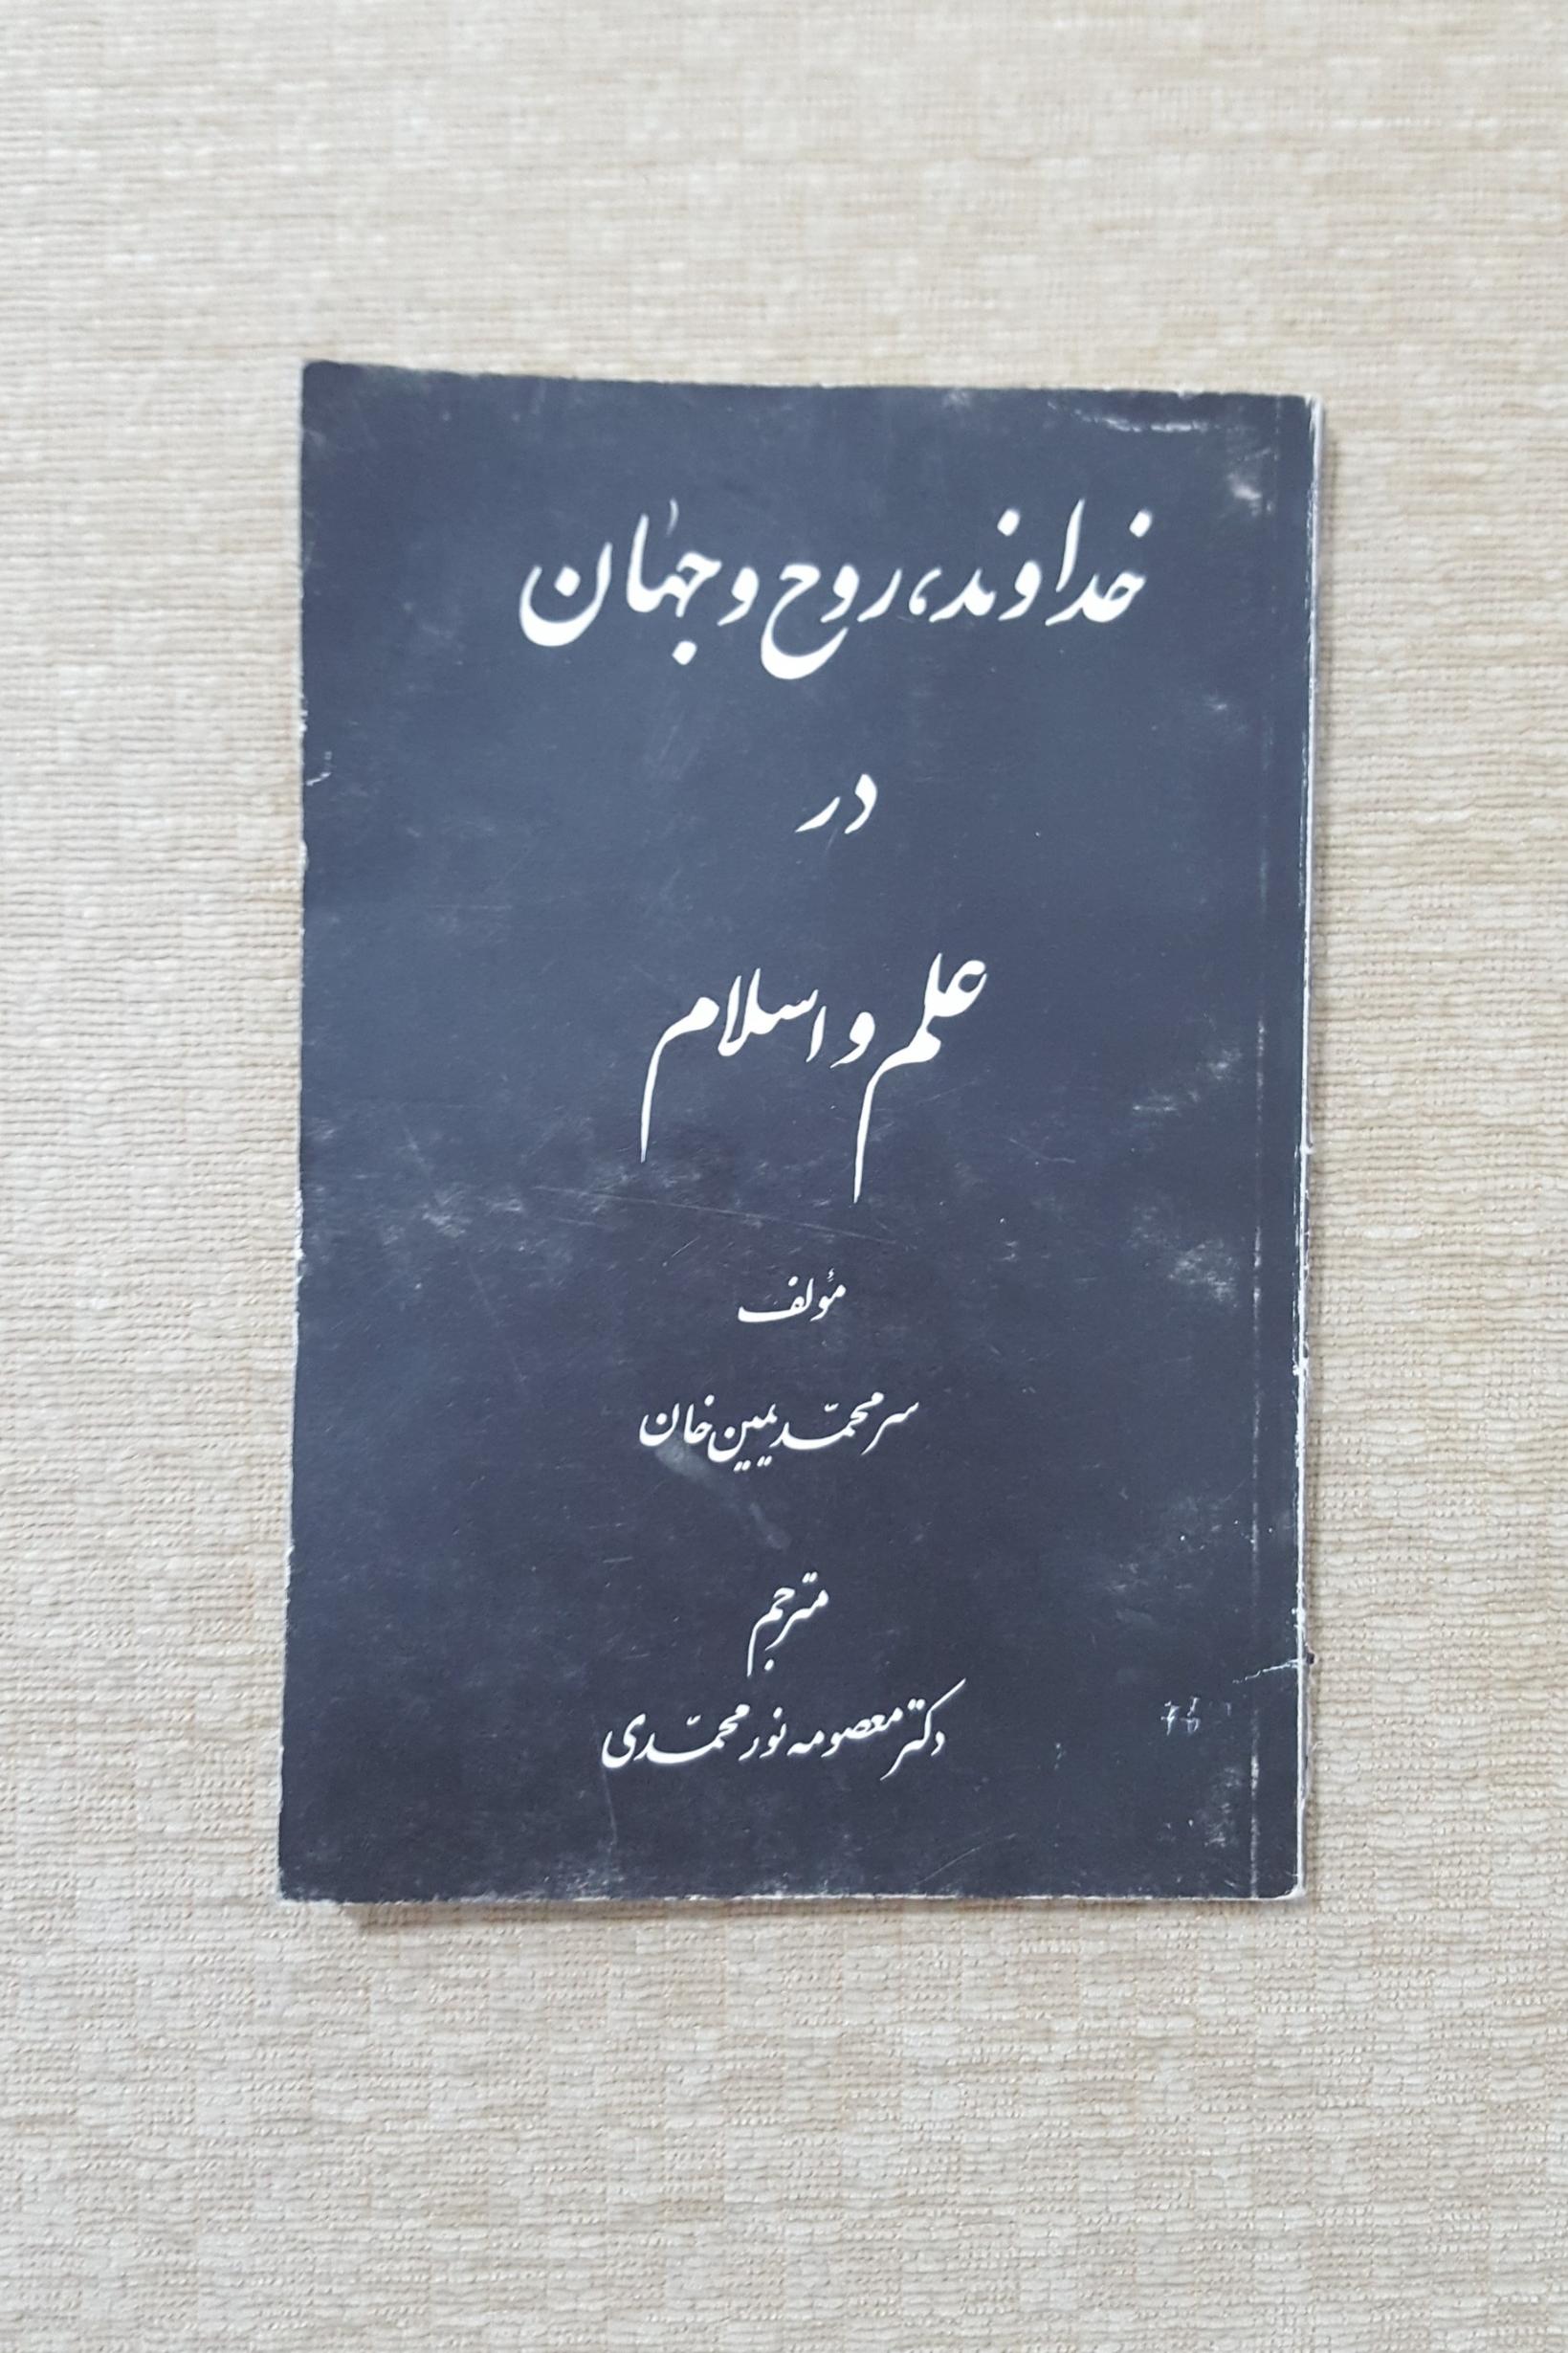 خداوند، روح و جهان
در
علم و اسلام
مؤلف
سر محمّد یمین خان
مترجم
دکتر معصومه نور محمّدی